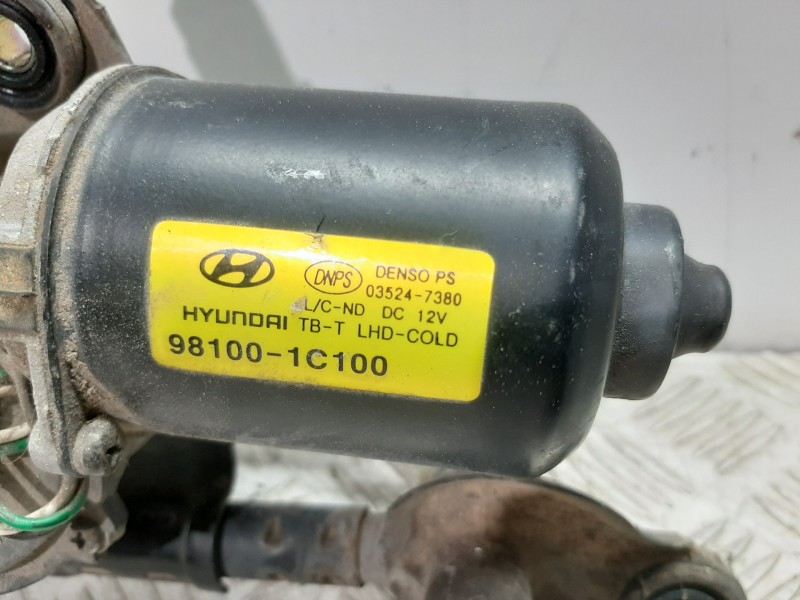 DNPS DENSO PS
03524-7380
L/C-ND DC 12V
HYUNDAI TB-T LHD-COLD
98100-1C100